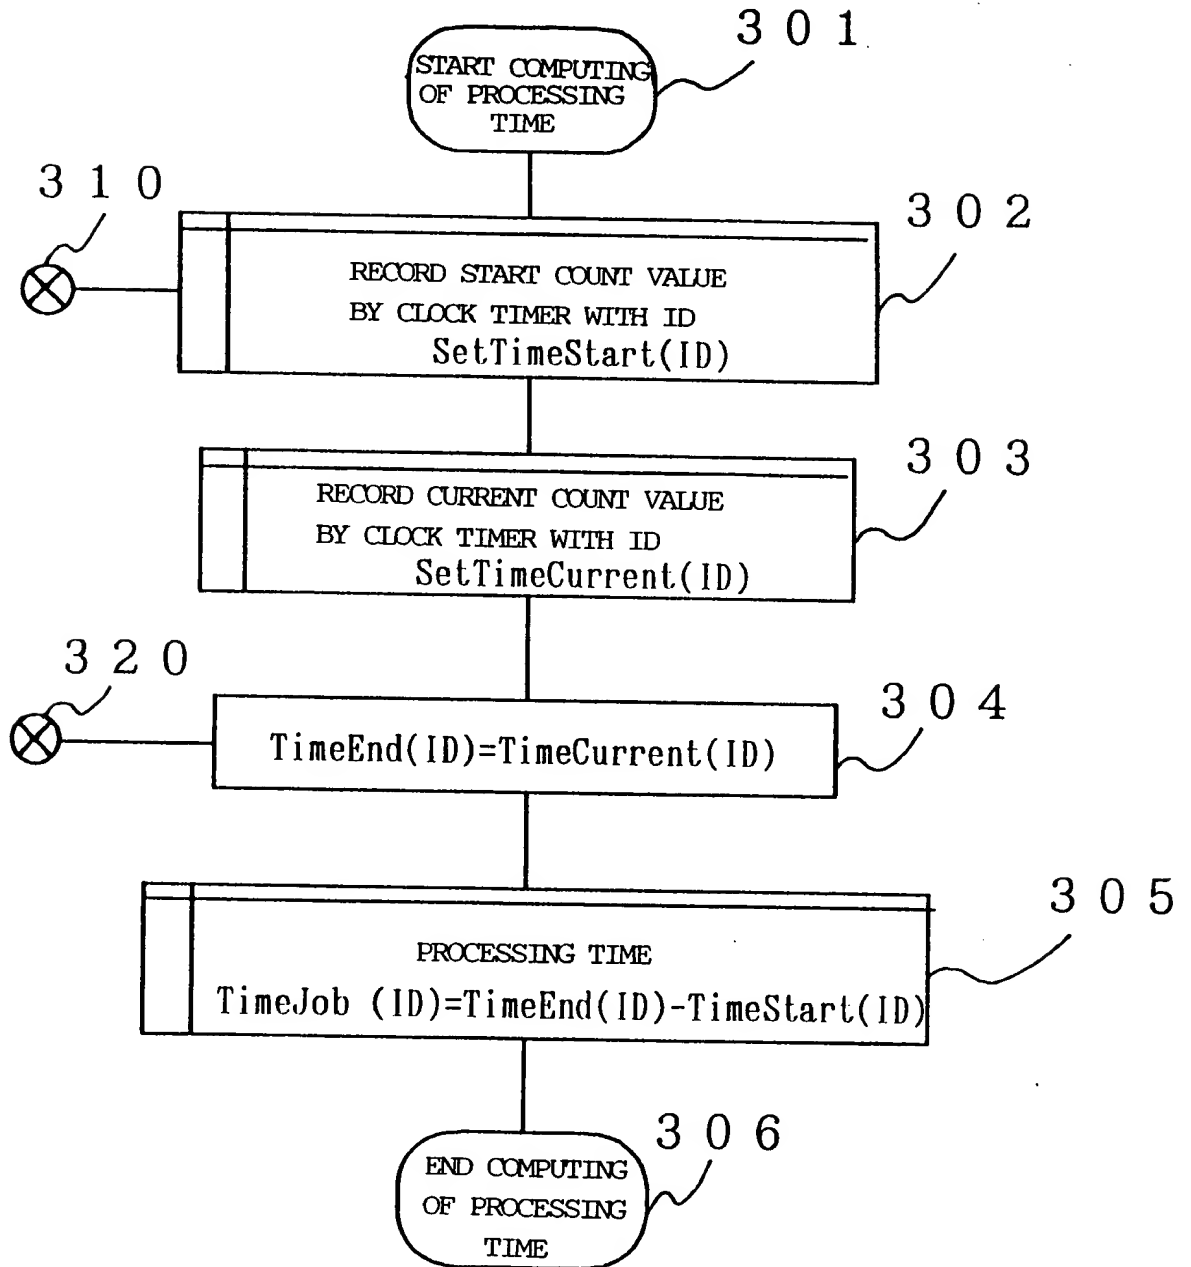 3 0 1
START COMPUTING
OF PROCESSING
TIME
3 1 0
3 0 2
RECORD START COUNT VALUE
BY CLOCK TIMER WITH ID
SetTimeStart(ID)
3 0 3
RECORD CURRENT COUNT VALUE
BY CLOCK TIMER WITH ID
SetTimeCurrent(ID)
3 2 0
3 0 4
TimeEnd(ID)=TimeCurrent(ID)
3 0 5
PROCESSING TIME
TimeJob (ID)=TimeEnd(ID)-TimeStart(ID)
3 0 6
END COMPUTING
OF PROCESSING
TIME